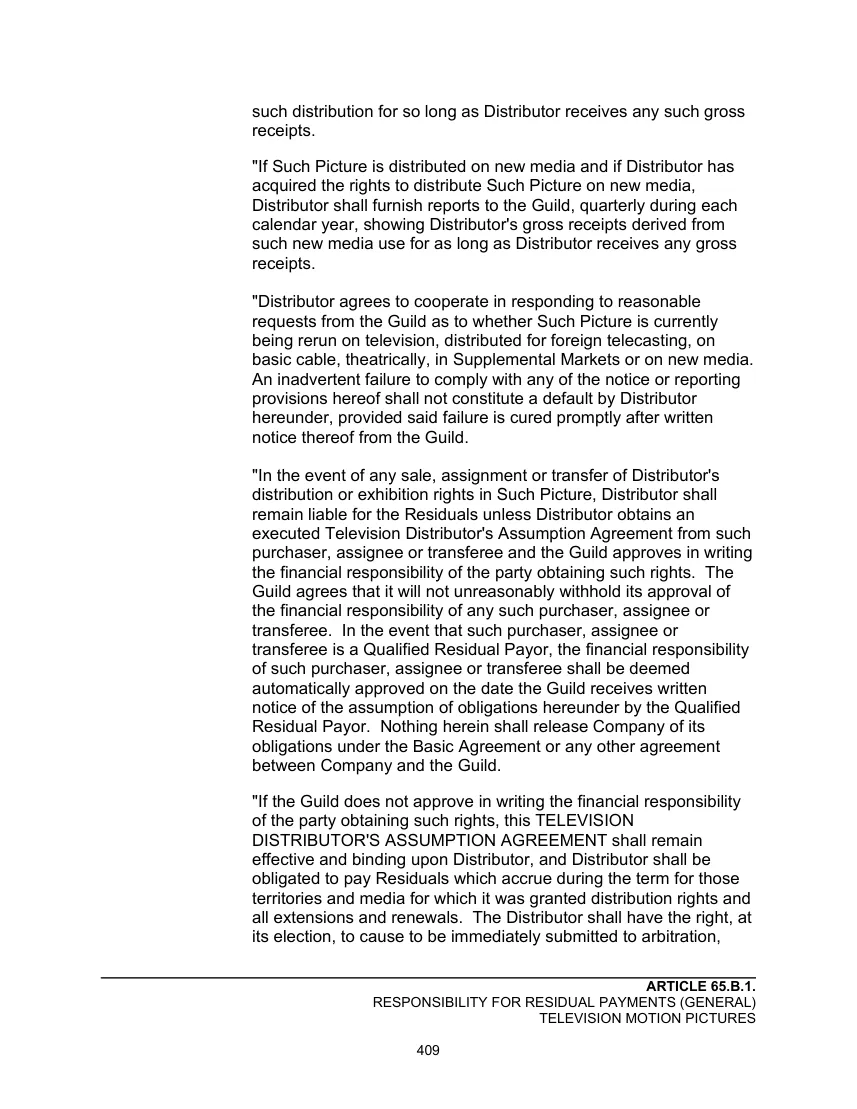 such distribution for so long as Distributor receives any such gross
receipts.
"If Such Picture is distributed on new media and if Distributor has
acquired the rights to distribute Such Picture on new media,
Distributor shall furnish reports to the Guild, quarterly during each
calendar year, showing Distributor's gross receipts derived from
such new media use for as long as Distributor receives any gross
receipts.
"Distributor agrees to cooperate in responding to reasonable
requests from the Guild as to whether Such Picture is currently
being rerun on television, distributed for foreign telecasting, on
basic cable, theatrically, in Supplemental Markets or on new media.
An inadvertent failure to comply with any of the notice or reporting
provisions hereof shall not constitute a default by Distributor
hereunder, provided said failure is cured promptly after written
notice thereof from the Guild.
"In the event of any sale, assignment or transfer of Distributor's
distribution or exhibition rights in Such Picture, Distributor shall
remain liable for the Residuals unless Distributor obtains an
executed Television Distributor's Assumption Agreement from such
purchaser, assignee or transferee and the Guild approves in writing
the financial responsibility of the party obtaining such rights.  The
Guild agrees that it will not unreasonably withhold its approval of
the financial responsibility of any such purchaser, assignee or
transferee.  In the event that such purchaser, assignee or
transferee is a Qualified Residual Payor, the financial responsibility
of such purchaser, assignee or transferee shall be deemed
automatically approved on the date the Guild receives written
notice of the assumption of obligations hereunder by the Qualified
Residual Payor.  Nothing herein shall release Company of its
obligations under the Basic Agreement or any other agreement
between Company and the Guild.
"If the Guild does not approve in writing the financial responsibility
of the party obtaining such rights, this TELEVISION
DISTRIBUTOR'S ASSUMPTION AGREEMENT shall remain
effective and binding upon Distributor, and Distributor shall be
obligated to pay Residuals which accrue during the term for those
territories and media for which it was granted distribution rights and
all extensions and renewals.  The Distributor shall have the right, at
its election, to cause to be immediately submitted to arbitration,
ARTICLE 65.B.1.
RESPONSIBILITY FOR RESIDUAL PAYMENTS (GENERAL)
TELEVISION MOTION PICTURES
409